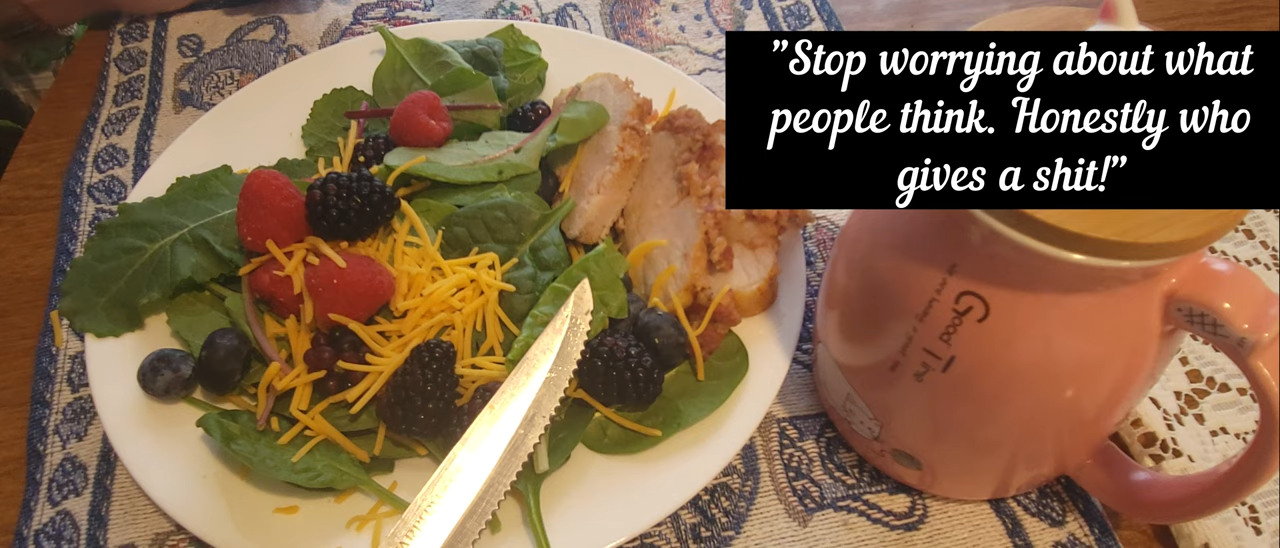 "Stop worrying about what
people think. Honestly who
gives a shit!"
Good